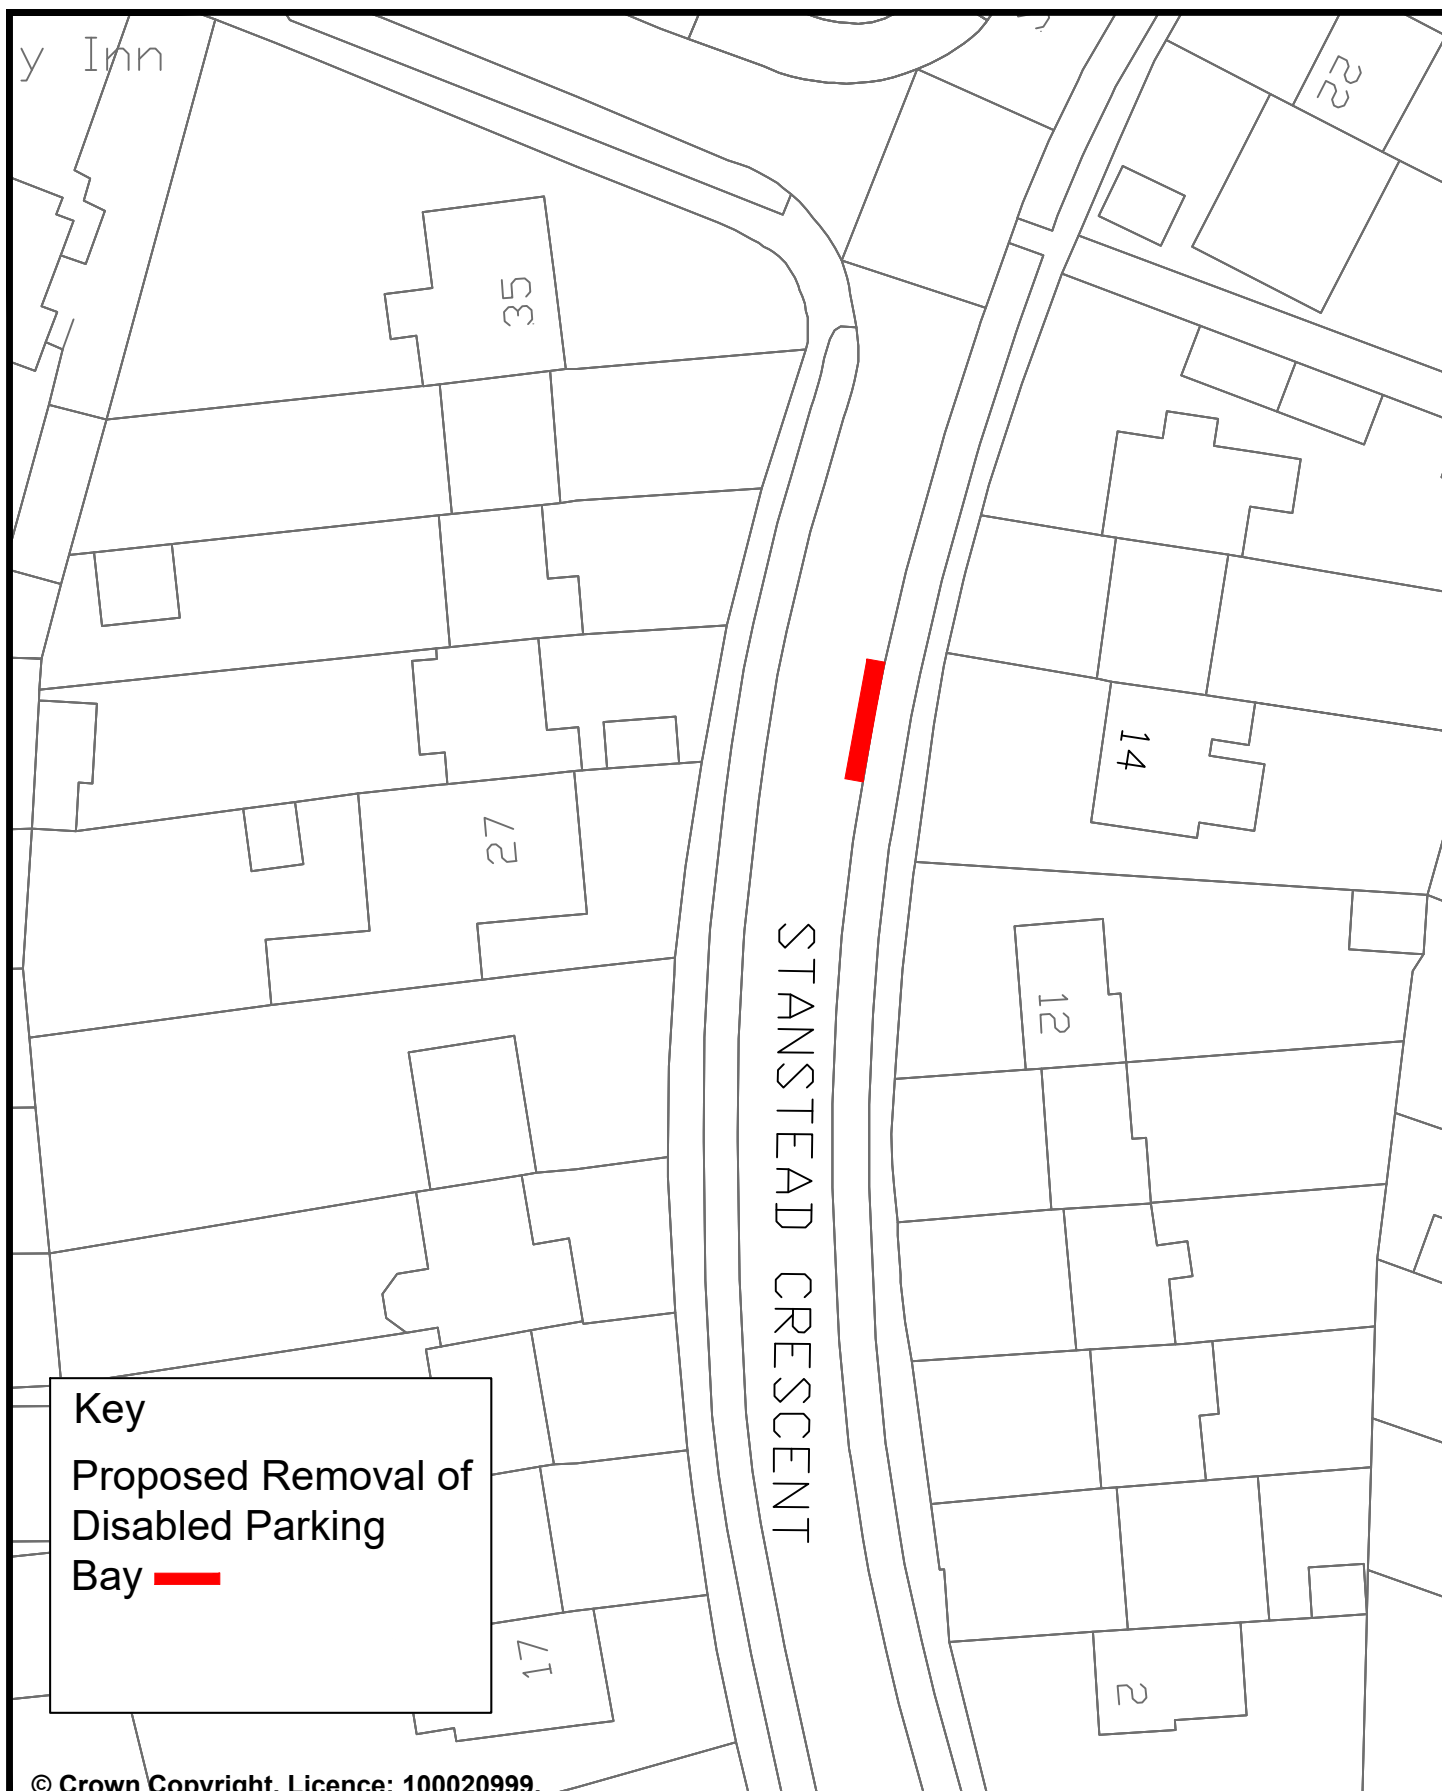 y Inn
22
35
14
27
12
STANSTEAD CRESCENT
Key
Proposed Removal of
Disabled Parking
Bay
17
2
© Crown Copyright. Licence: 100020999.